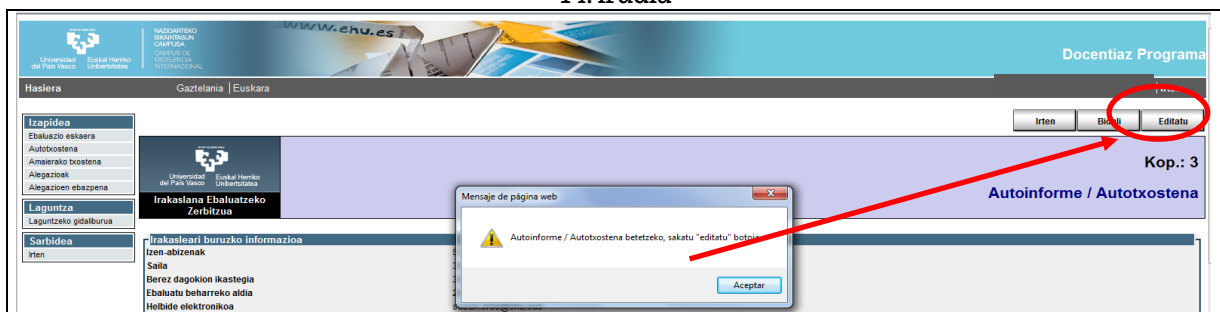 14. irudia
www.ehu.es
Universidad del País Vasco
Euskal Herriko Unibertsitatea
NAZIOARTEKO
BIKAINTASUN
CAMPUSA
CAMPUS DE
EXCELENCIA
INTERNACIONAL
Docentiaz Programa
Hasiera
Gaztelania | Euskara
Izapidea
Ebaluazio eskaera
Autotxostena
Amaierako txostena
Alegazioak
Alegazioen ebazpena
Laguntza
Laguntzeko gidaliburua
Sarbidea
Irten
Irten
Bidali
Editatu
Universidad del País Vasco
Euskal Herriko Unibertsitatea
Irakaslana Ebaluatzeko
Zerbitzua
Kop.: 3
Autoinforme / Autotxostena
Mensaje de página web
Autoinforme / Autotxostena betetzeko, sakatu "editatu" botoia
Aceptar
Irakasleari buruzko informazioa
Izen-abizenak
Saila
Berez dagokion ikastegia
Ebaluatu beharreko aldia
Helbide elektronikoa